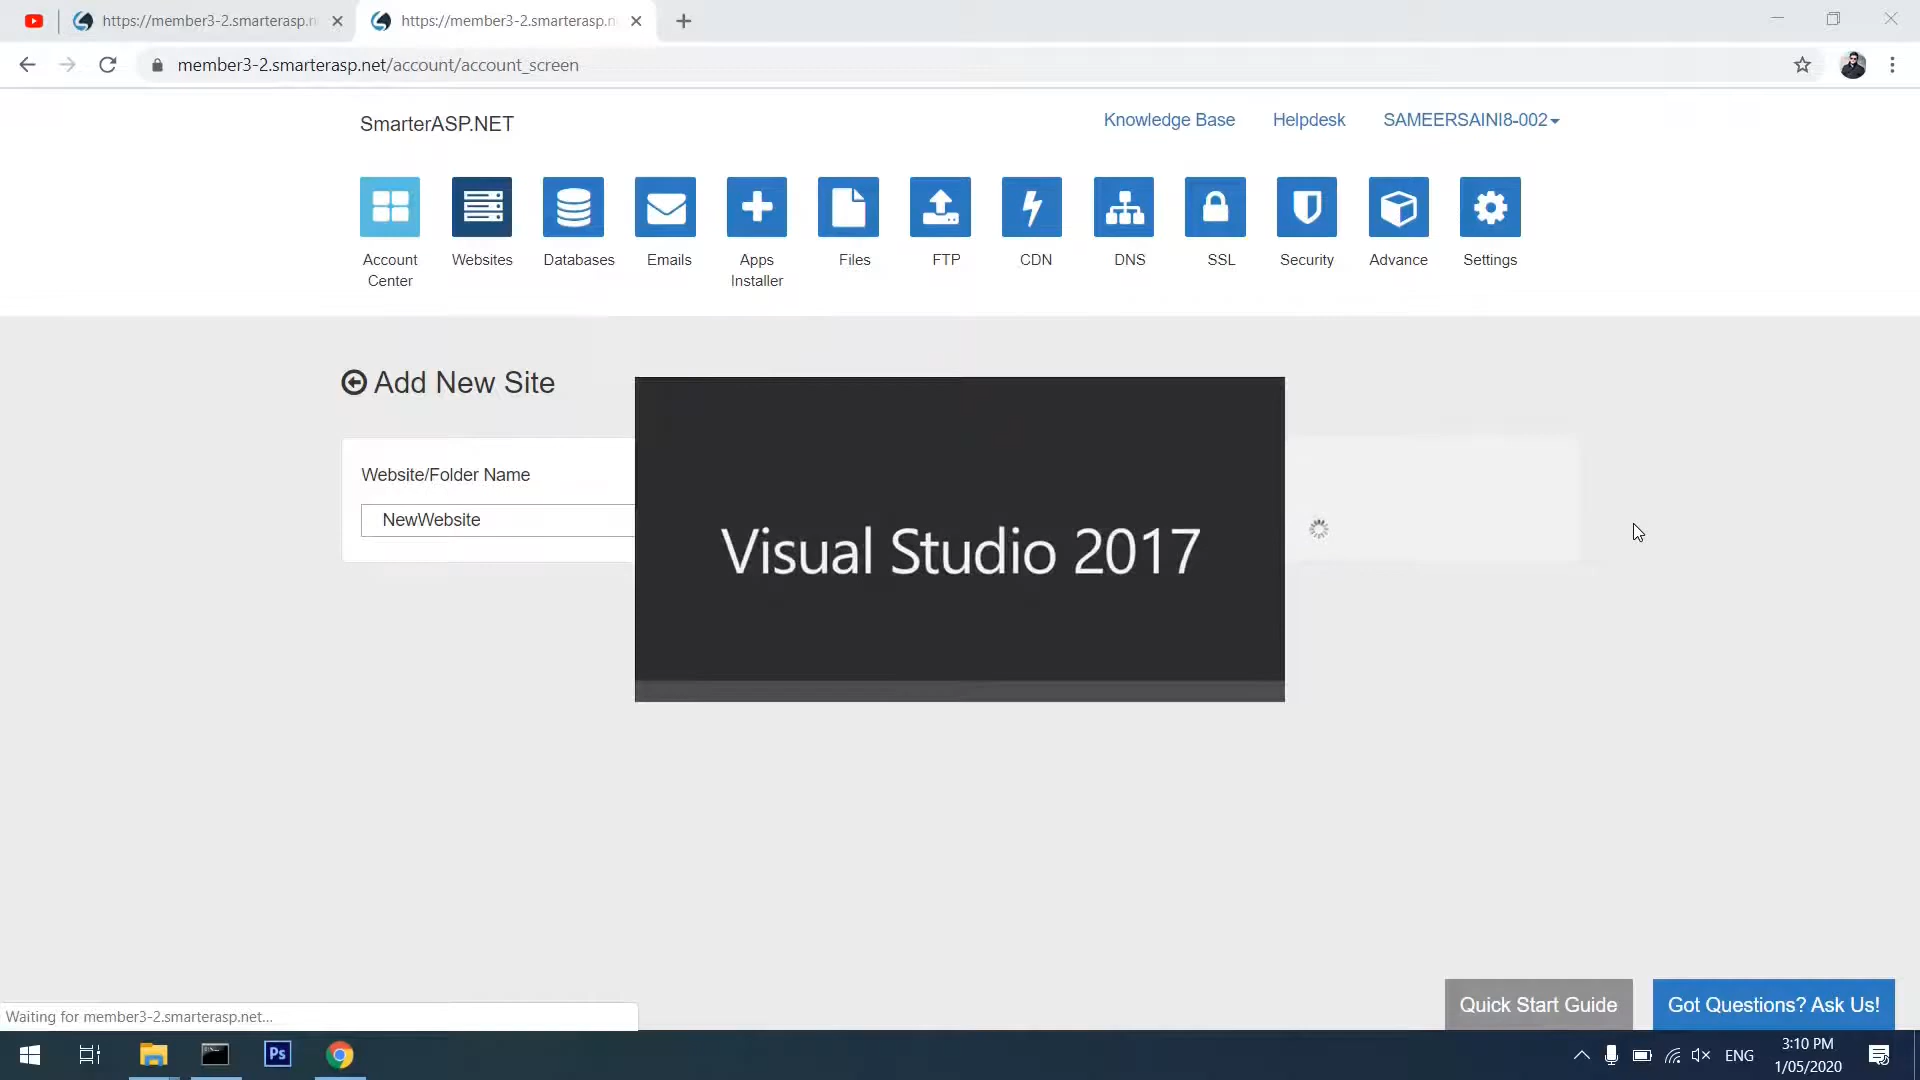 https://member3-2.smarterasp.n
https://member3-2.smarterasp.n
member3-2.smarterasp.net/account/account_screen
SmarterASP.NET
Knowledge Base
Helpdesk
SAMEERSAINI8-002
Account Center
Websites
Databases
Emails
Apps Installer
Files
FTP
CDN
DNS
SSL
Security
Advance
Settings
Add New Site
Website/Folder Name
NewWebsite
Visual Studio 2017
Quick Start Guide
Got Questions? Ask Us!
Waiting for member3-2.smarterasp.net...
Ps
ENG
3:10 PM
1/05/2020